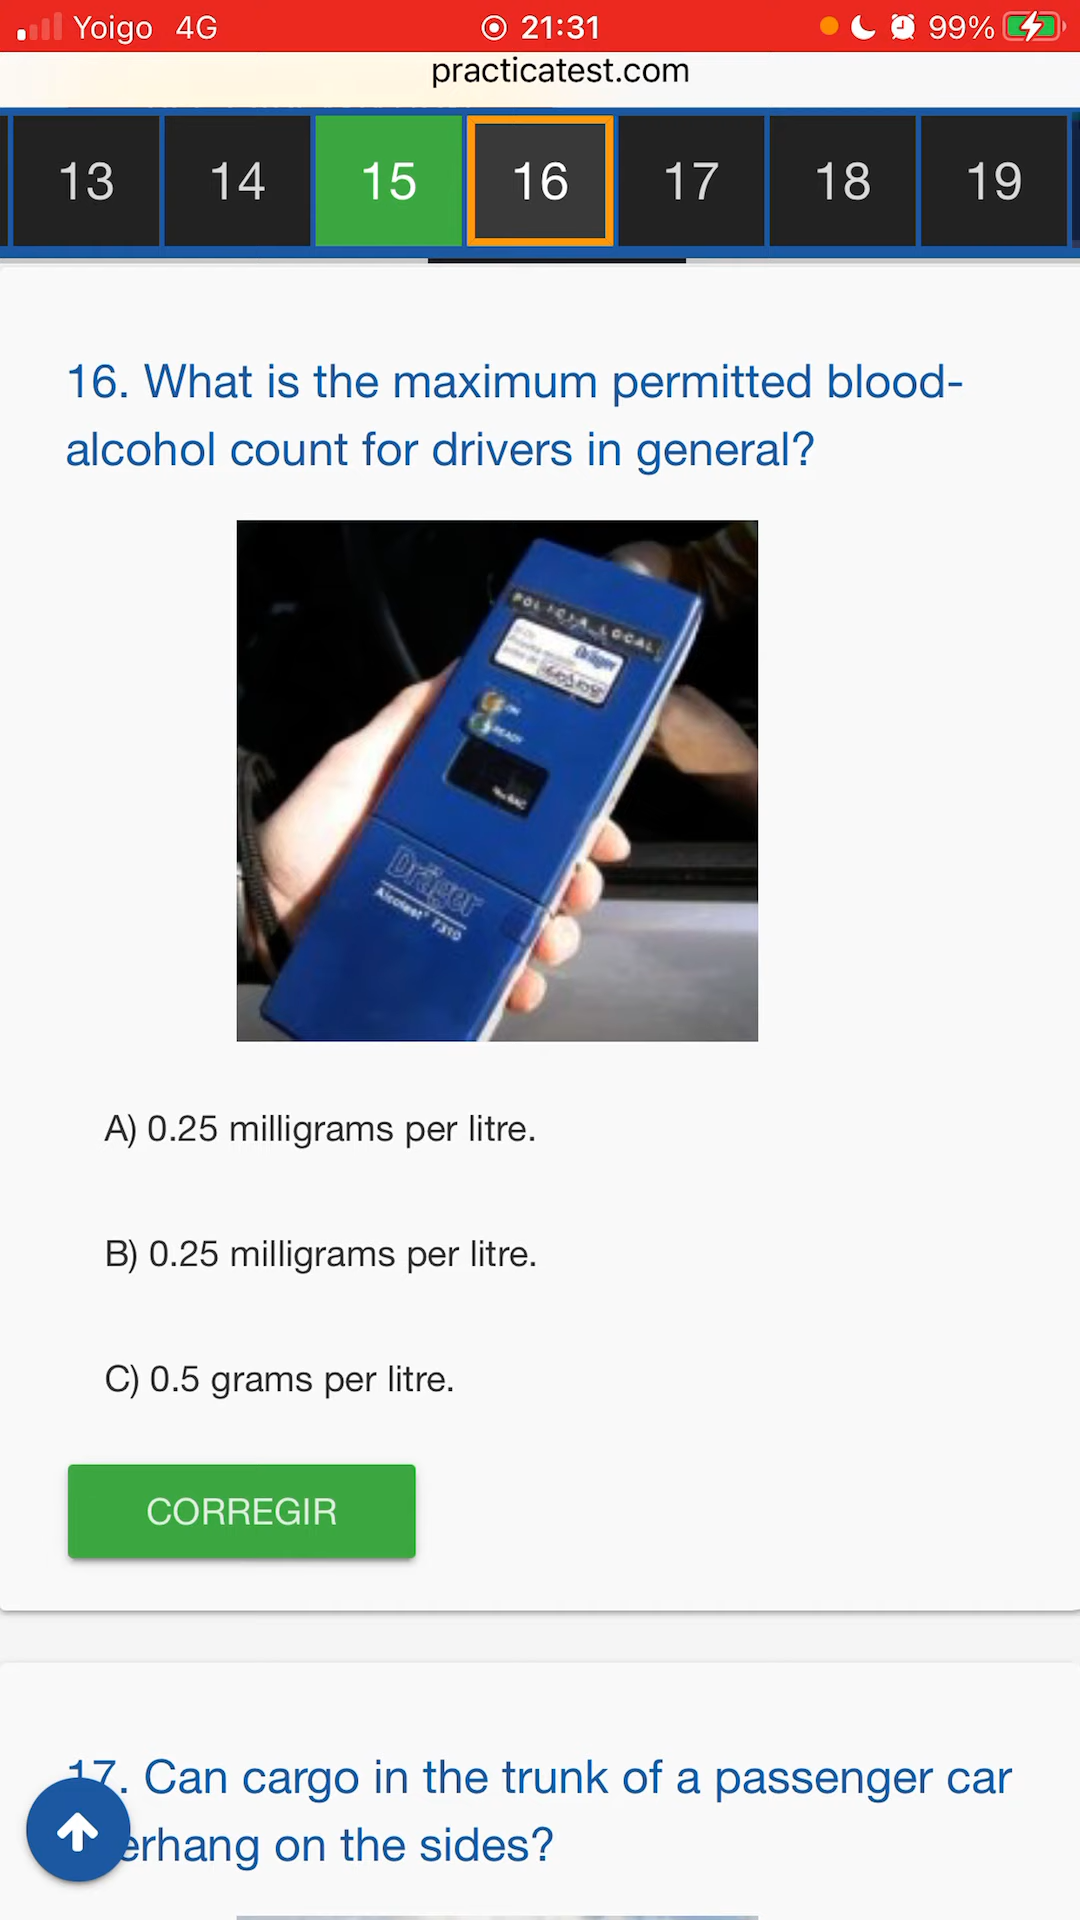 Yoigo 4G 21:31 99%
practicatest.com
13 14 15 16 17 18 19
16. What is the maximum permitted blood-
alcohol count for drivers in general?
POLICIA LOCAL
Dräger
ON
READY
‰ BAC
Dräger
Alcotest 7310
A) 0.25 milligrams per litre.
B) 0.25 milligrams per litre.
C) 0.5 grams per litre.
CORREGIR
17. Can cargo in the trunk of a passenger car
erhang on the sides?